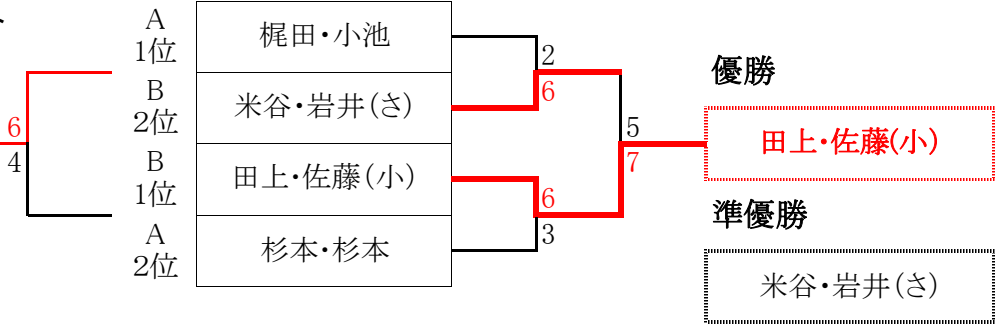 A
1位
梶田・小池
B
2位
米谷・岩井(さ)
B
1位
田上・佐藤(小)
A
2位
杉本・杉本
6
4
2
6
6
3
5
7
優勝
田上・佐藤(小)
準優勝
米谷・岩井(さ)